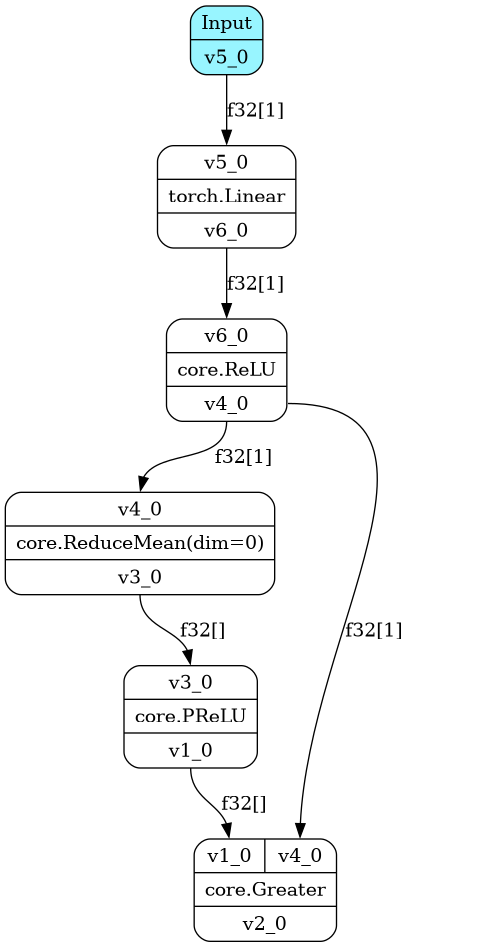 Input
v5_0
f32[1]
v5_0
torch.Linear
v6_0
f32[1]
v6_0
core.ReLU
v4_0
f32[1]
v4_0
core.ReduceMean(dim=0)
v3_0
f32[]
f32[1]
v3_0
core.PReLU
v1_0
f32[]
v1_0 v4_0
core.Greater
v2_0